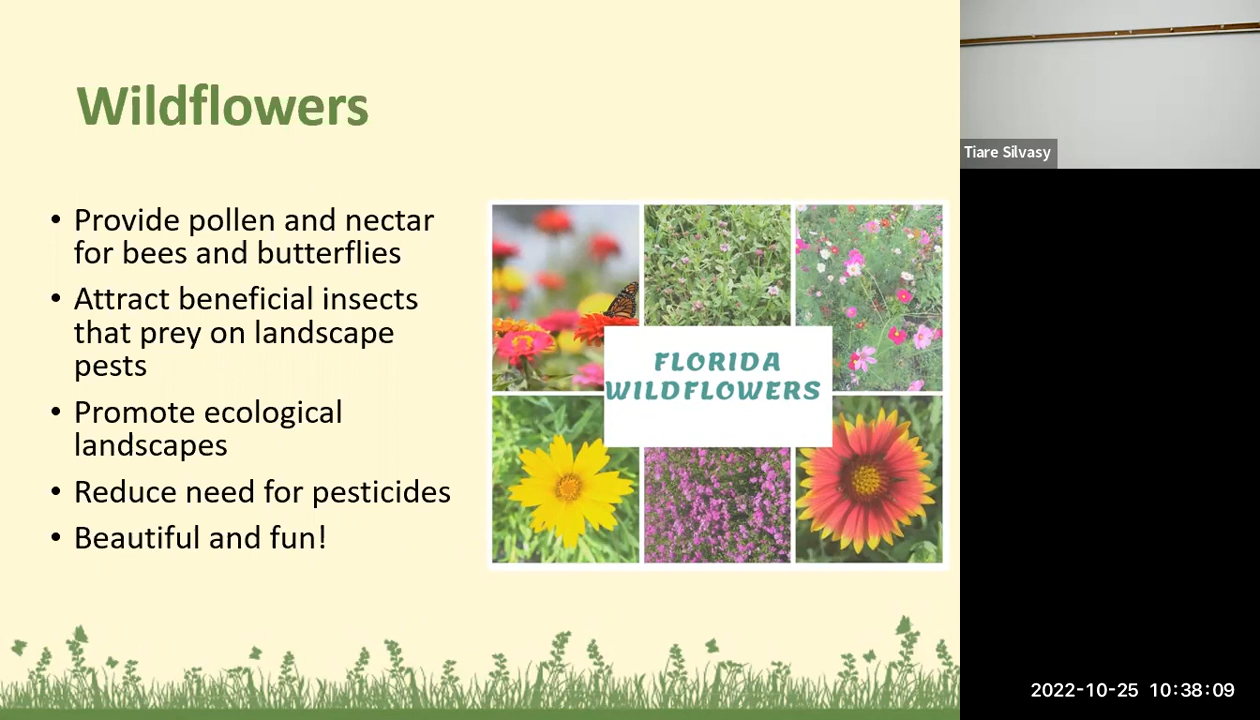 Wildflowers
• Provide pollen and nectar
for bees and butterflies
• Attract beneficial insects
that prey on landscape
pests
• Promote ecological
landscapes
• Reduce need for pesticides
• Beautiful and fun!
FLORIDA
WILDFLOWERS
Tiare Silvasy
2022-10-25 10:38:09